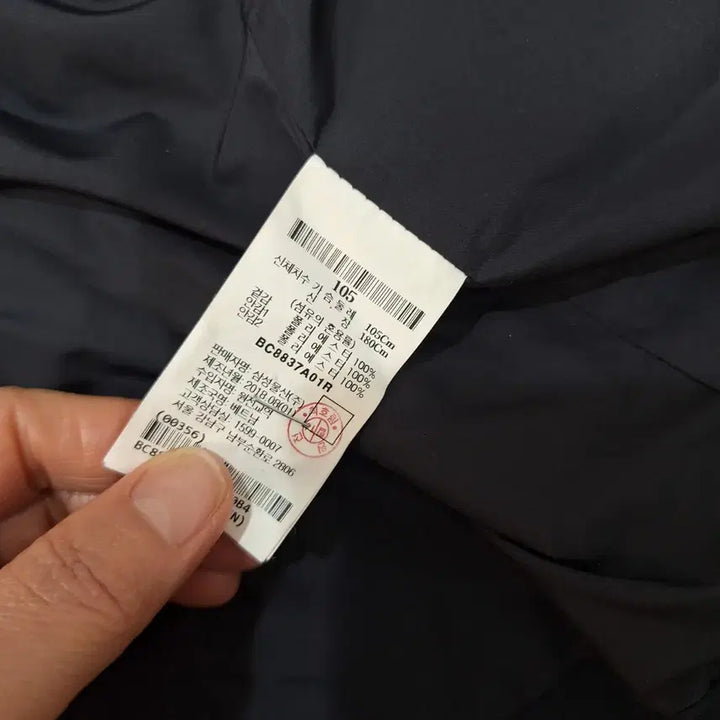 105
신체치수 가슴둘레 105Cm
신 장 180Cm
(섬유의 혼용률)
겉감 폴리에스터 100%
안감1 폴리에스터 100%
안감2 폴리에스터 100%
BC8837A01R
판매자명: 삼성물산(주)
제조년월: 2018.08.01
수입자명:
제조국명: 베트남
고객상담실 1599-0007
서울 강남구 남부순환로 2806
(00356)